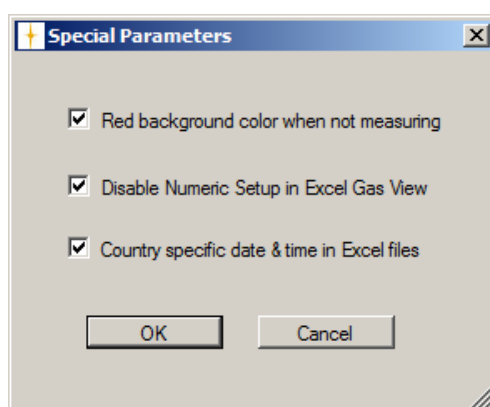 Special Parameters
Red background color when not measuring
Disable Numeric Setup in Excel Gas View
Country specific date & time in Excel files
OK Cancel